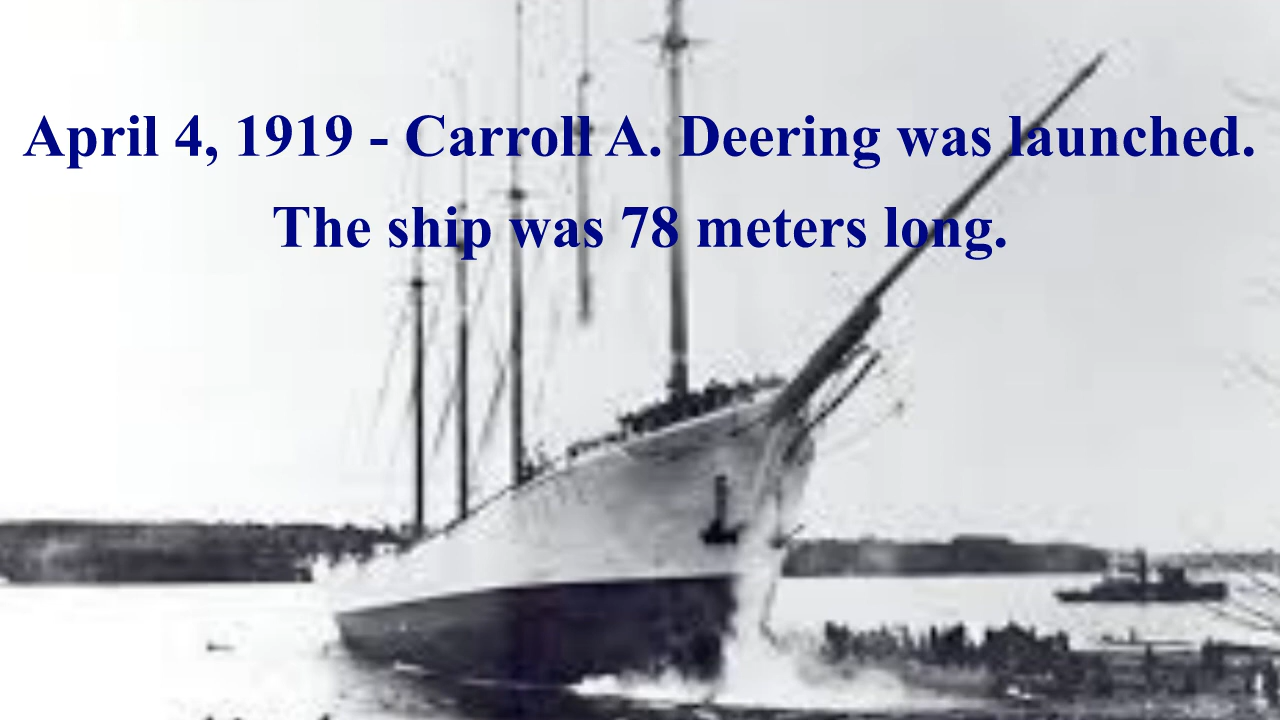 April 4, 1919 - Carroll A. Deering was launched.
The ship was 78 meters long.